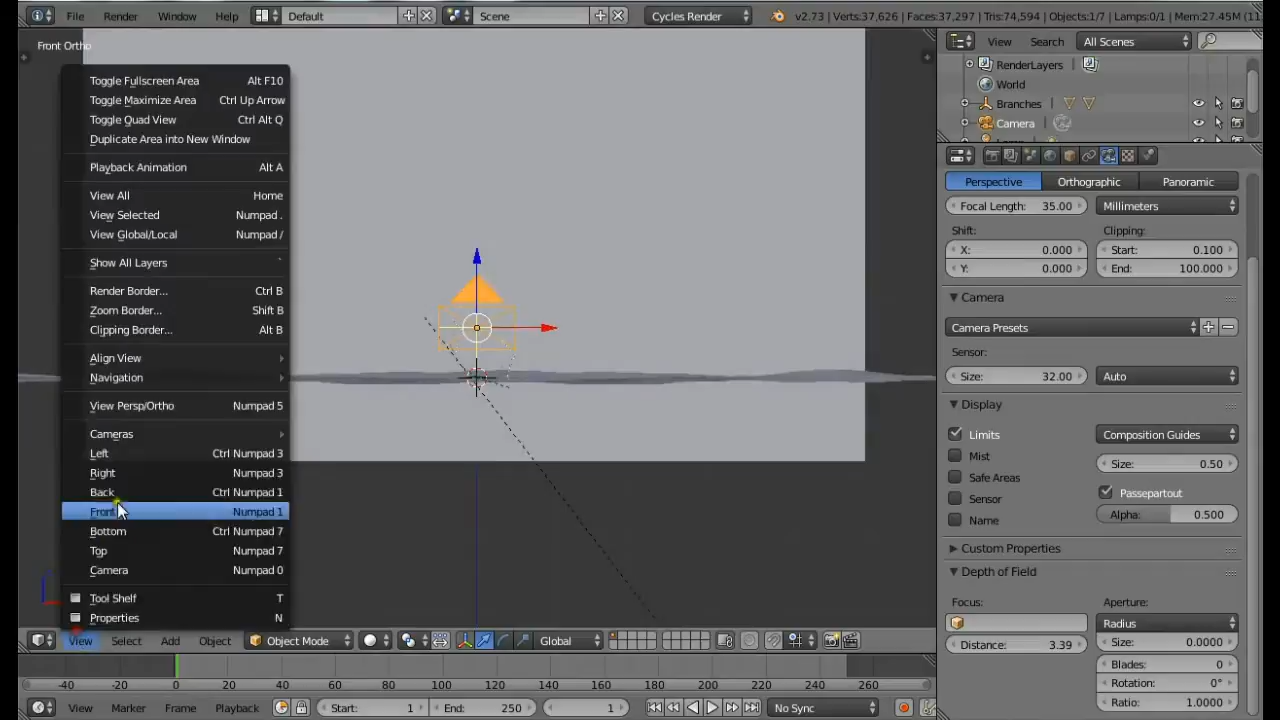 File Render Window Help Default Scene Cycles Render v2.73 | Verts:37,626 | Faces:37,297 | Tris:74,594 | Objects:1/7 | Lamps:0/1 | Mem:27.45M
Front Ortho
Toggle Fullscreen Area Alt F10
Toggle Maximize Area Ctrl Up Arrow
Toggle Quad View Ctrl Alt Q
Duplicate Area into New Window
Playback Animation Alt A
View All Home
View Selected Numpad .
View Global/Local Numpad /
Show All Layers `
Render Border... Ctrl B
Zoom Border... Shift B
Clipping Border... Alt B
Align View
Navigation
View Persp/Ortho Numpad 5
Cameras
Left Ctrl Numpad 3
Right Numpad 3
Back Ctrl Numpad 1
Front Numpad 1
Bottom Ctrl Numpad 7
Top Numpad 7
Camera Numpad 0
Tool Shelf T
Properties N
View Select Add Object Object Mode Global
-40 -20 0 20 40 60 80 100 120 140 160 180 200 220 240 260
View Marker Frame Playback Start: 1 End: 250 1 No Sync
View Search All Scenes
RenderLayers
World
Branches
Camera
Perspective Orthographic Panoramic
Focal Length: 35.00 Millimeters
Shift: Clipping:
X: 0.000 Start: 0.100
Y: 0.000 End: 100.000
Camera
Camera Presets
Sensor:
Size: 32.00 Auto
Display
Limits Composition Guides
Mist Size: 0.50
Safe Areas
Sensor Passepartout
Name Alpha: 0.500
Custom Properties
Depth of Field
Focus: Aperture:
Radius
Distance: 3.39 Size: 0.0000
Blades: 0
Rotation: 0°
Ratio: 1.0000